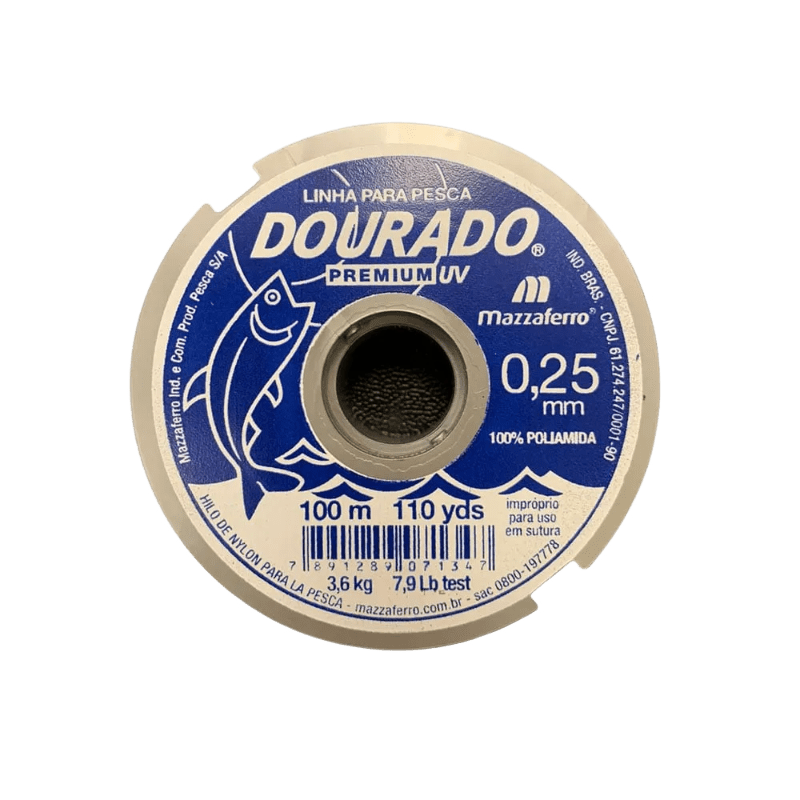 LINHA PARA PESCA
DOURADO®
PREMIUM UV
mazzaferro®
0,25
mm
100% POLIAMIDA
Mazzaferro Ind. e Com. Prod. Pesca S/A
IND. BRAS. - CNPJ. 61.274.247/0001-90
100 m 110 yds
impróprio
para uso
em sutura
7 891289 071347
3,6 kg 7,9 Lb test
HILO DE NYLON PARA LA PESCA - mazzaferro.com.br - sac 0800-197778